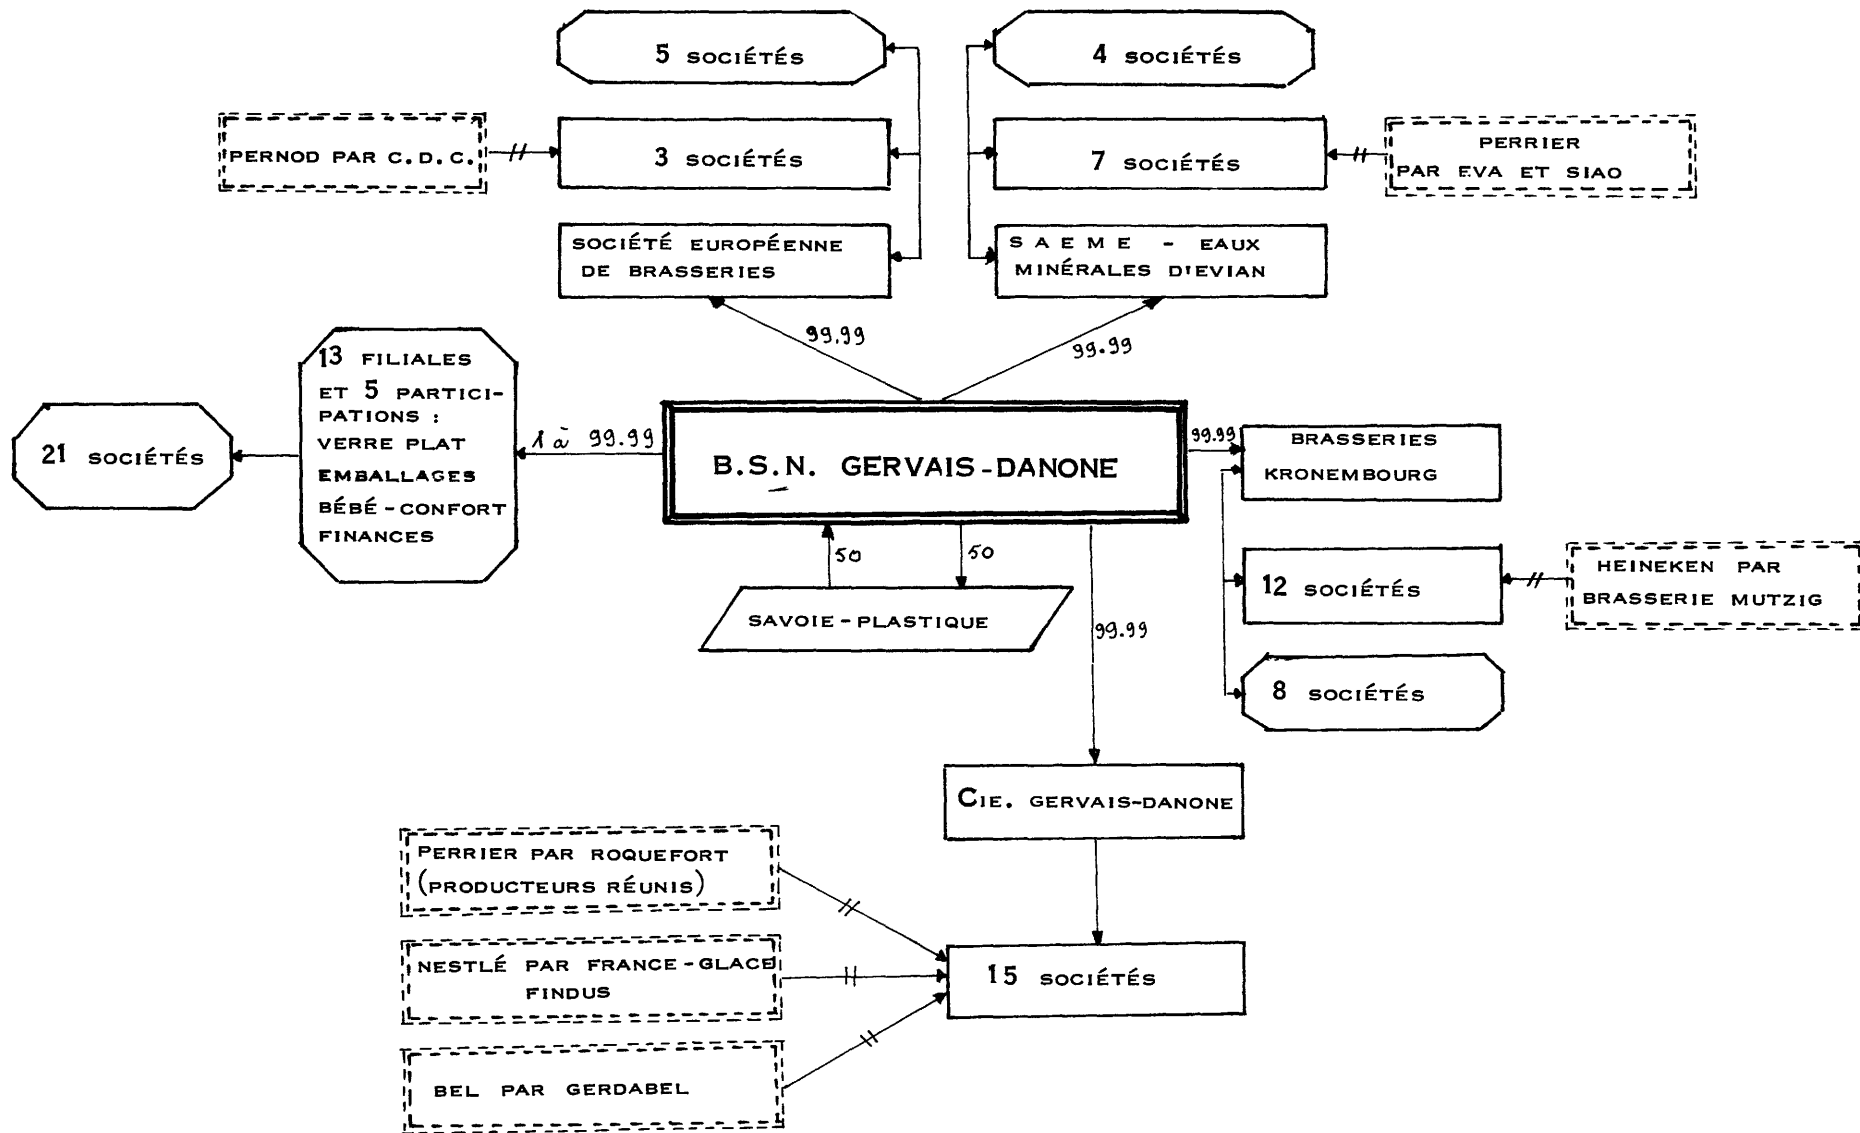 5 SOCIÉTÉS
4 SOCIÉTÉS
PERNOD PAR C.D.C.
3 SOCIÉTÉS
7 SOCIÉTÉS
PERRIER
PAR EVA ET SIAO
SOCIÉTÉ EUROPÉENNE
DE BRASSERIES
SAEME - EAUX
MINÉRALES D'EVIAN
99.99
99.99
13 FILIALES
ET 5 PARTICI-
PATIONS :
VERRE PLAT
EMBALLAGES
BÉBÉ-CONFORT
FINANCES
21 SOCIÉTÉS
1 à 99.99
B.S.N. GERVAIS-DANONE
99.99
BRASSERIES
KRONEMBOURG
50
50
SAVOIE-PLASTIQUE
99.99
12 SOCIÉTÉS
HEINEKEN PAR
BRASSERIE MUTZIG
8 SOCIÉTÉS
CIE. GERVAIS-DANONE
PERRIER PAR ROQUEFORT
(PRODUCTEURS RÉUNIS)
NESTLÉ PAR FRANCE-GLACE
FINDUS
15 SOCIÉTÉS
BEL PAR GERDABEL